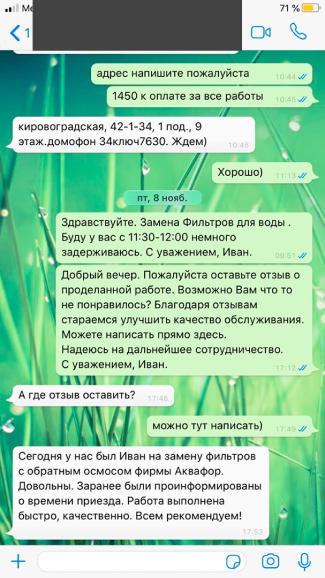 Ме
71 %
1
адрес напишите пожалуйста
10:44
1450 к оплате за все работы
10:45
кировоградская, 42-1-34, 1 под., 9
этаж.домофон 34ключ7630. Ждем)
10:46
Хорошо)
11:13
пт, 8 нояб.
Здравствуйте. Замена Фильтров для воды .
Буду у вас с 11:30-12:00 немного
задерживаюсь. С уважением, Иван.
09:51
Добрый вечер. Пожалуйста оставьте отзыв о
проделанной работе. Возможно Вам что то
не понравилось? Благодаря отзывам
стараемся улучшить качество обслуживания.
Можете написать прямо здесь.
Надеюсь на дальнейшее сотрудничество.
С уважением, Иван.
17:12
А где отзыв оставить?
17:46
можно тут написать)
17:49
Сегодня у нас был Иван на замену фильтров
с обратным осмосом фирмы Аквафор.
Довольны. Заранее были проинформированы
о времени приезда. Работа выполнена
быстро, качественно. Всем рекомендуем!
17:53